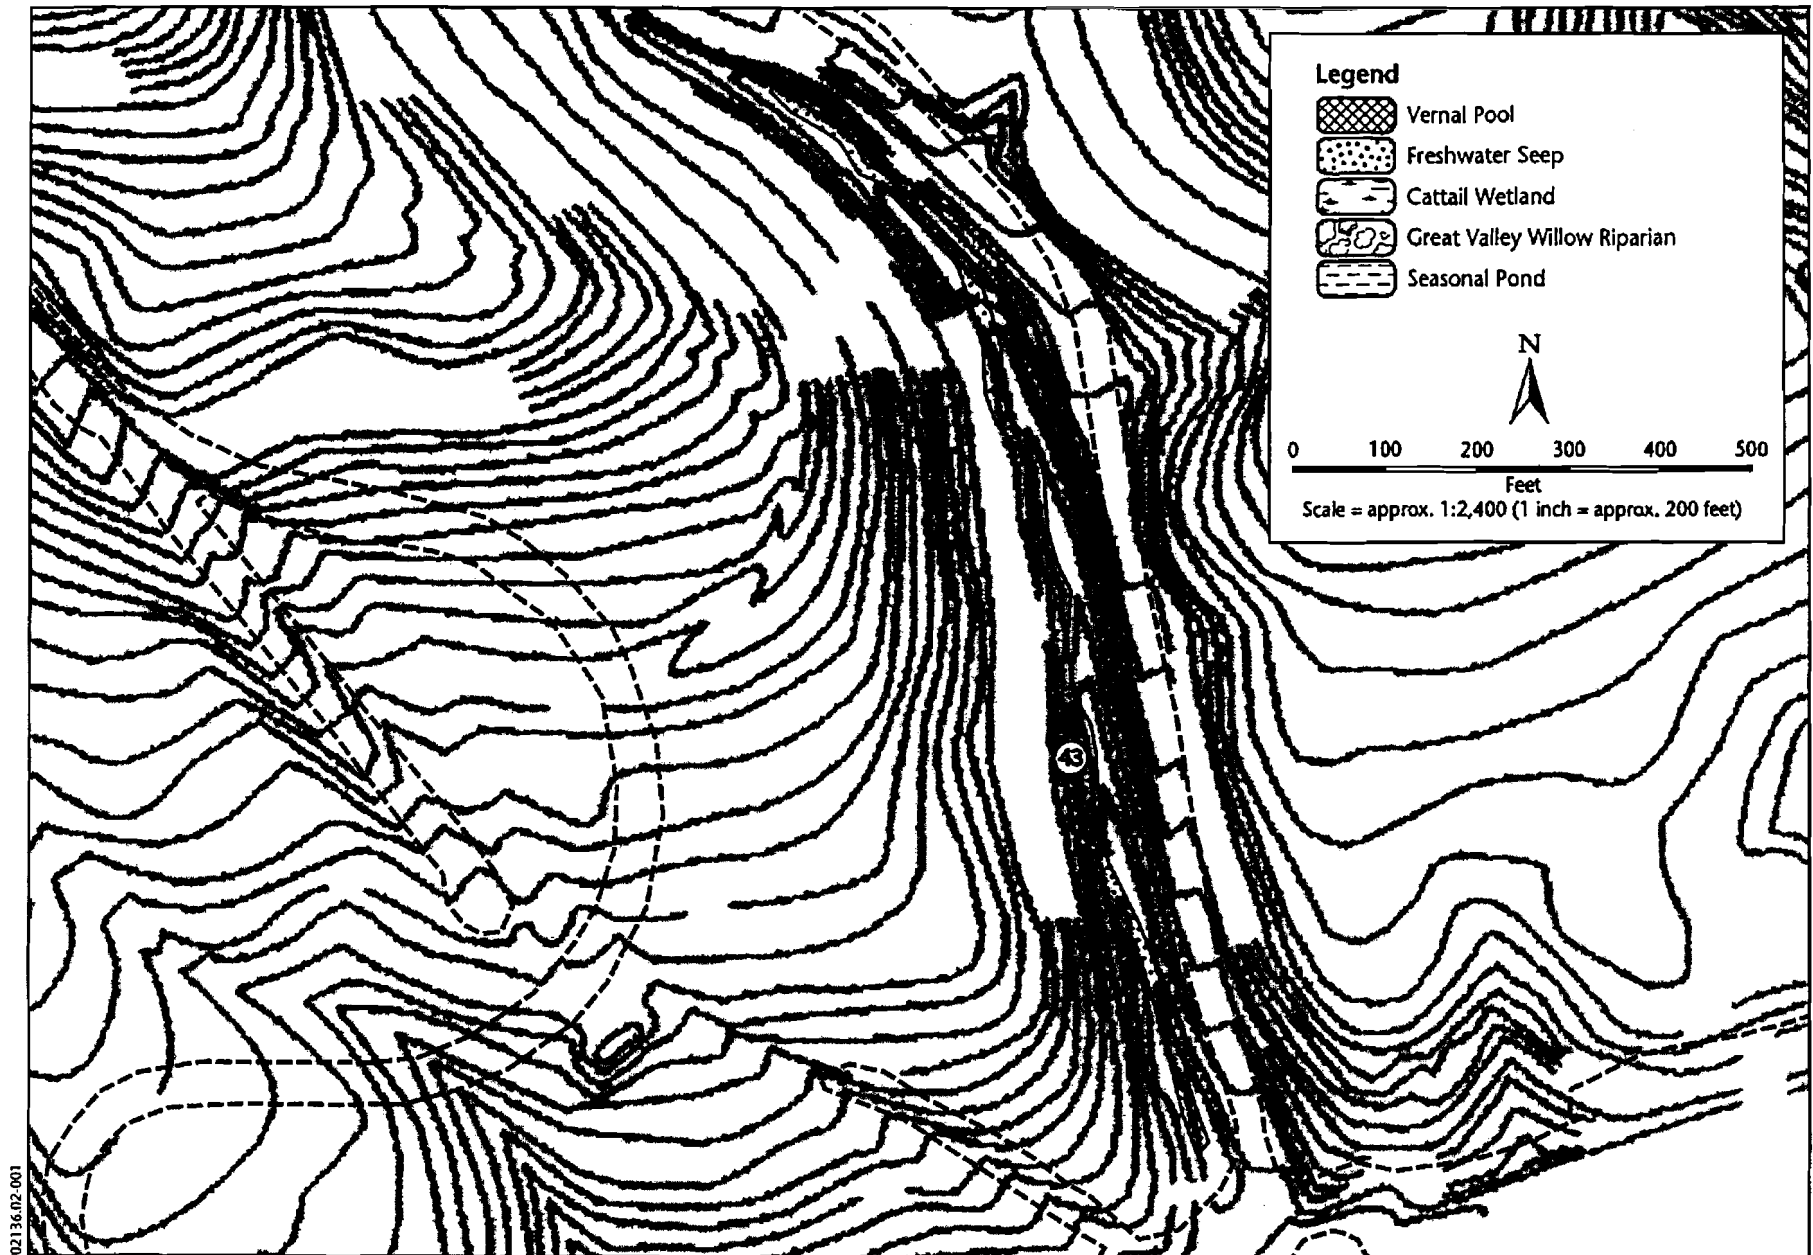 Legend
Vernal Pool
Freshwater Seep
Cattail Wetland
Great Valley Willow Riparian
Seasonal Pond
N
0 100 200 300 400 500
Feet
Scale = approx. 1:2,400 (1 inch = approx. 200 feet)
43
02136.02-001